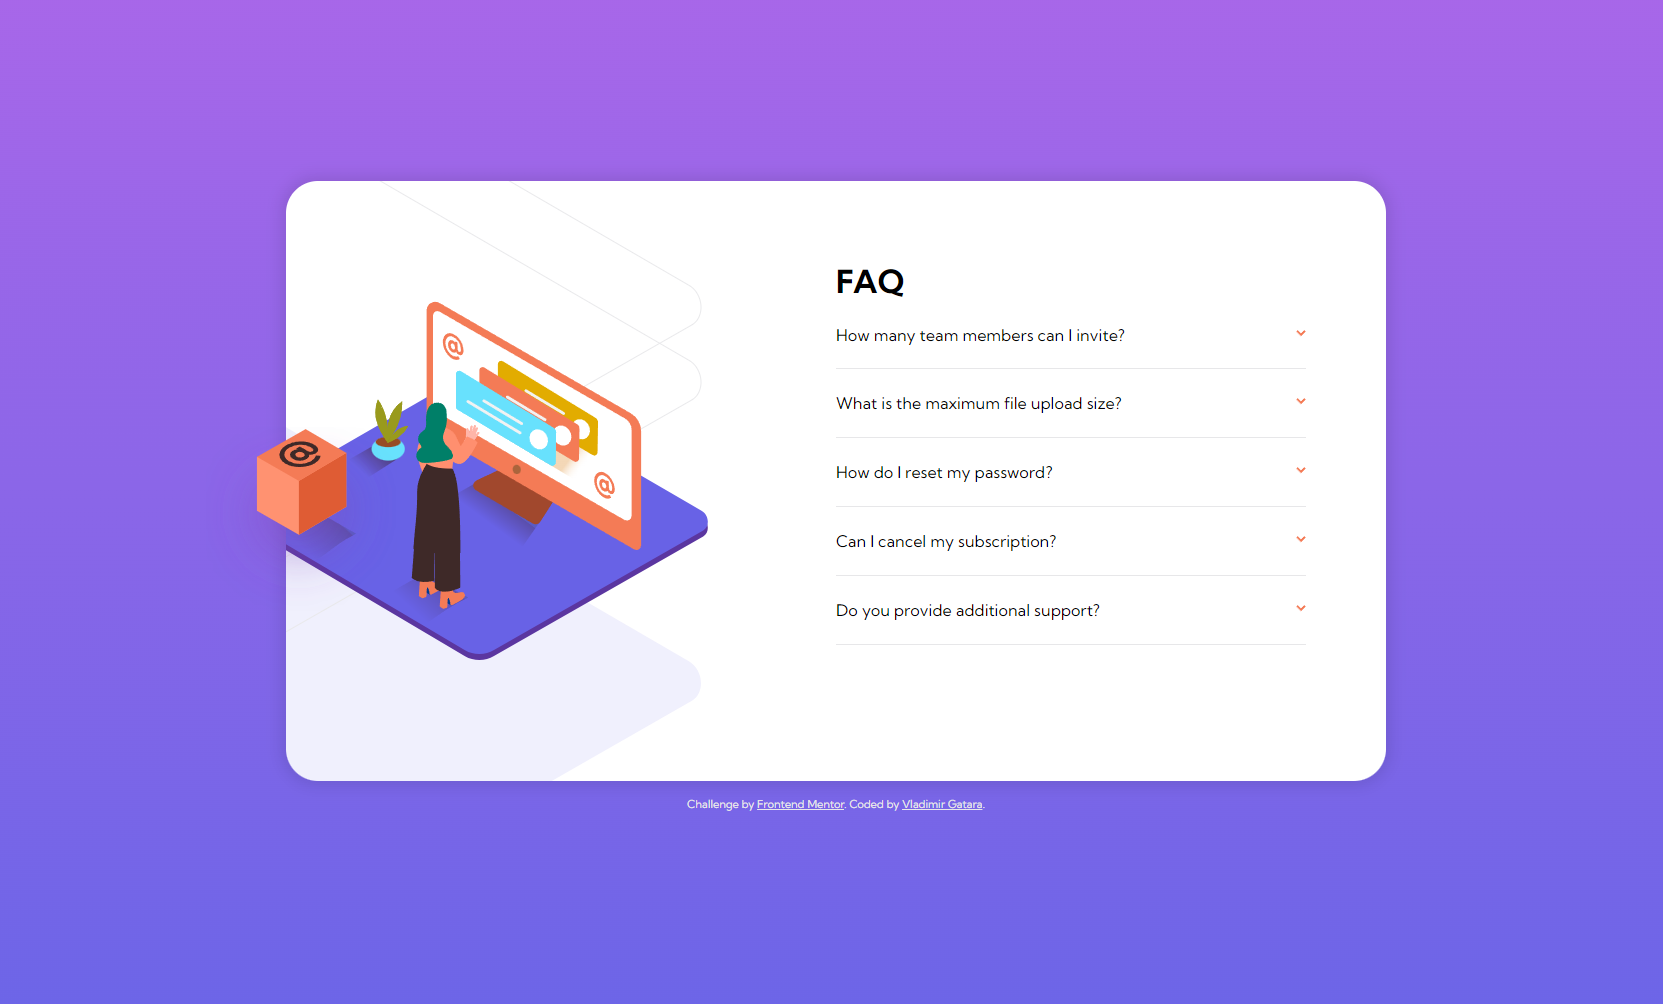 FAQ
How many team members can I invite?
What is the maximum file upload size?
How do I reset my password?
Can I cancel my subscription?
Do you provide additional support?
@
@
@
Challenge by Frontend Mentor. Coded by Vladimir Gatara.